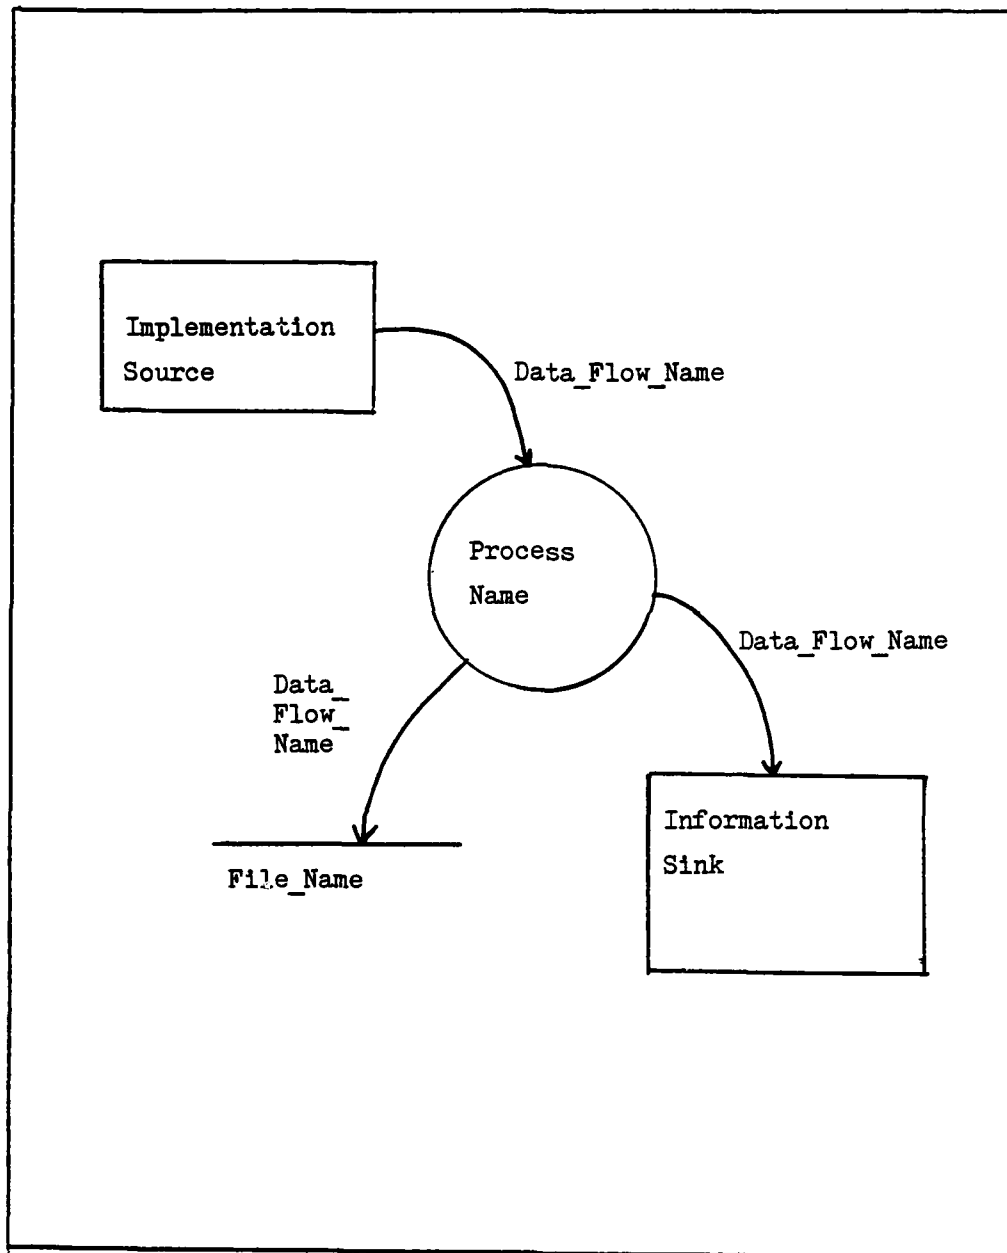 Implementation
Source
Data_Flow_Name
Process
Name
Data_Flow_Name
Data_
Flow_
Name
Information
Sink
File_Name